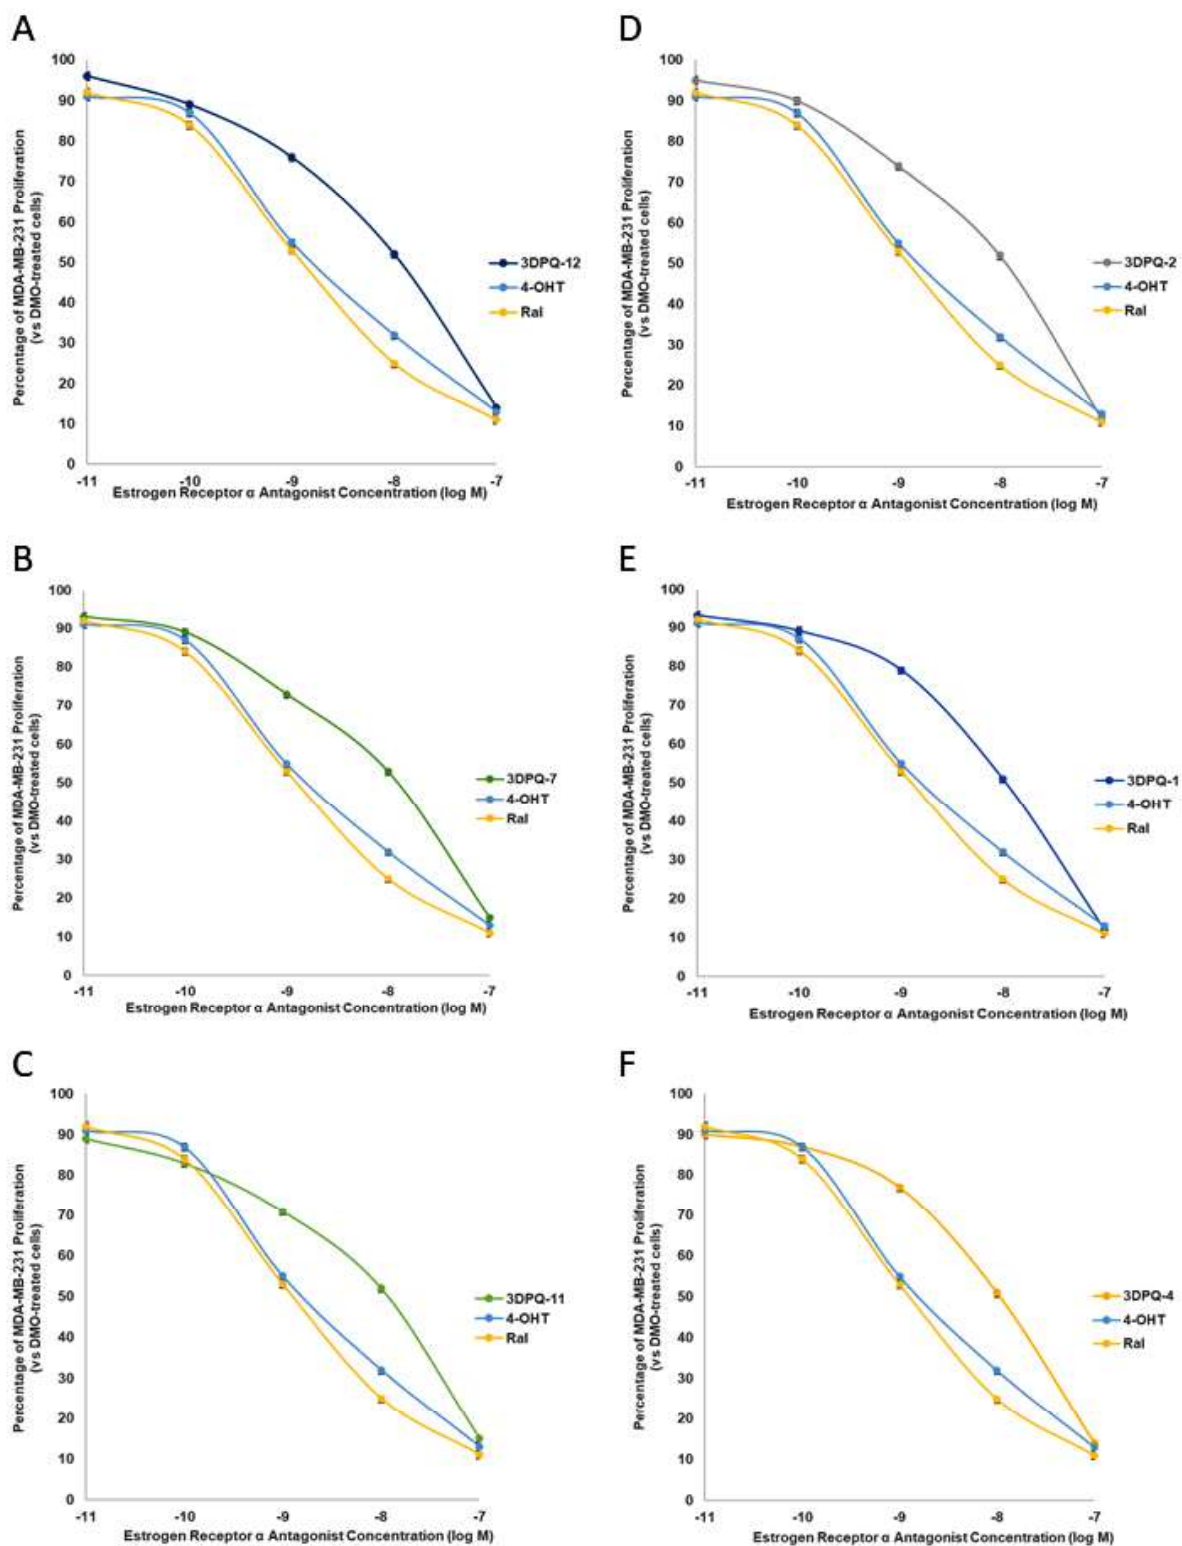 A
Percentage of MDA-MB-231 Proliferation
(vs DMO-treated cells)
100
90
80
70
60
50
40
30
20
10
0
-11
-10
-9
-8
-7
Estrogen Receptor α Antagonist Concentration (log M)
3DPQ-12
4-OHT
Ral
D
Percentage of MDA-MB-231 Proliferation
(vs DMO-treated cells)
100
90
80
70
60
50
40
30
20
10
0
-11
-10
-9
-8
-7
Estrogen Receptor α Antagonist Concentration (log M)
3DPQ-2
4-OHT
Ral
B
Percentage of MDA-MB-231 Proliferation
(vs DMO-treated cells)
100
90
80
70
60
50
40
30
20
10
0
-11
-10
-9
-8
-7
Estrogen Receptor α Antagonist Concentration (log M)
3DPQ-7
4-OHT
Ral
E
Percentage of MDA-MB-231 Proliferation
(vs DMO-treated cells)
100
90
80
70
60
50
40
30
20
10
0
-11
-10
-9
-8
-7
Estrogen Receptor α Antagonist Concentration (log M)
3DPQ-1
4-OHT
Ral
C
Percentage of MDA-MB-231 Proliferation
(vs DMO-treated cells)
100
90
80
70
60
50
40
30
20
10
0
-11
-10
-9
-8
-7
Estrogen Receptor α Antagonist Concentration (log M)
3DPQ-11
4-OHT
Ral
F
Percentage of MDA-MB-231 Proliferation
(vs DMO-treated cells)
100
90
80
70
60
50
40
30
20
10
0
-11
-10
-9
-8
-7
Estrogen Receptor α Antagonist Concentration (log M)
3DPQ-4
4-OHT
Ral